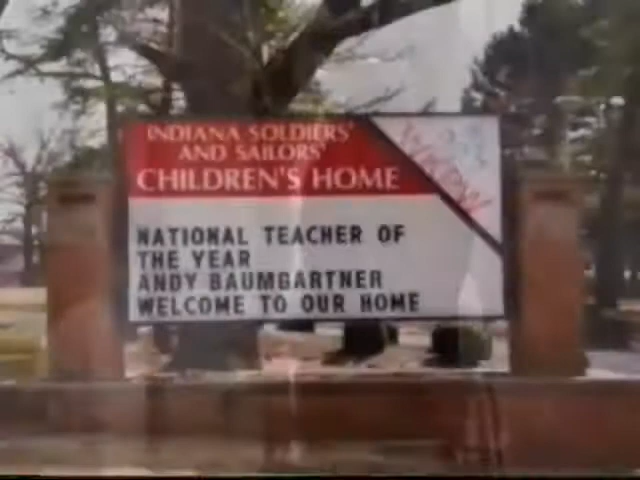 INDIANA SOLDIERS'
AND SAILORS'
CHILDREN'S HOME
NATIONAL TEACHER OF
THE YEAR
ANDY BAUMGARTNER
WELCOME TO OUR HOME